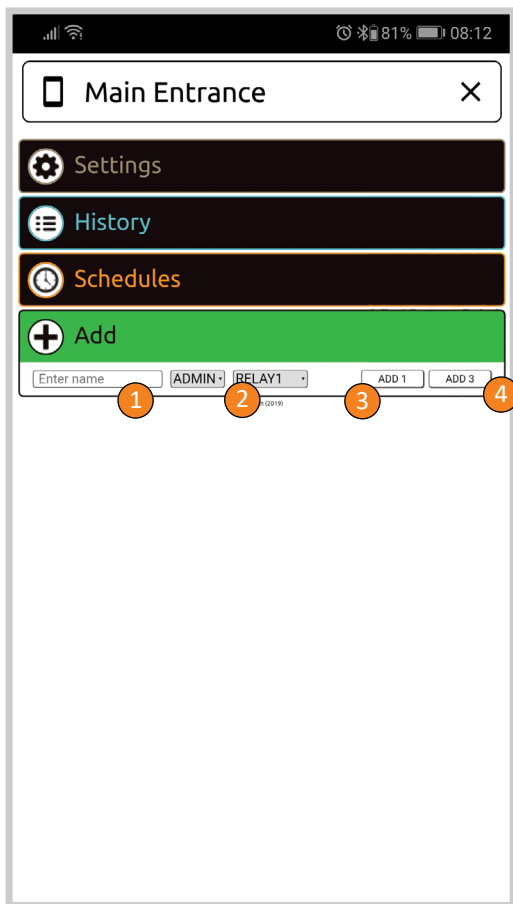 81% 08:12
Main Entrance
Settings
History
Schedules
Add
Enter name ADMIN RELAY1 ADD 1 ADD 3
1 2 3 4
(2019)